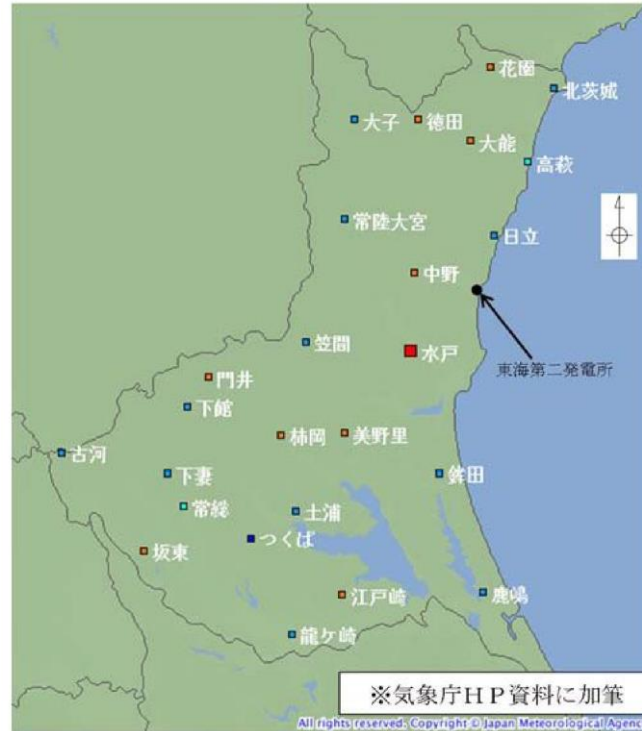 花園
北茨城
大子
徳田
大能
高萩
常陸大宮
日立
中野
笠間
水戸
東海第二発電所
門井
下館
柿岡
美野里
古河
下妻
鉾田
常総
土浦
つくば
坂東
江戸崎
鹿嶋
龍ケ崎
※気象庁HP資料に加筆
All rights reserved. Copyright © Japan Meteorological Agency